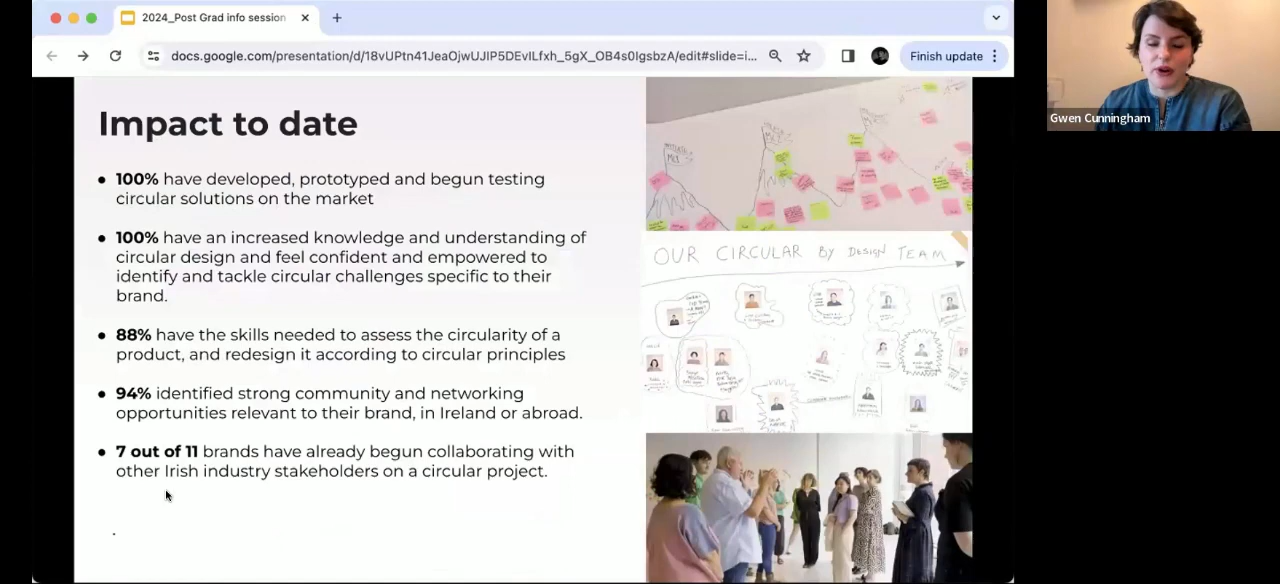 2024_Post Grad info session
docs.google.com/presentation/d/18vUPtn41JeaOjwUJIP5DEvILfxh_5gX_OB4s0IgsbzA/edit#slide=i...
Finish update
Gwen Cunningham
Impact to date
● 100% have developed, prototyped and begun testing
circular solutions on the market
● 100% have an increased knowledge and understanding of
circular design and feel confident and empowered to
identify and tackle circular challenges specific to their
brand.
● 88% have the skills needed to assess the circularity of a
product, and redesign it according to circular principles
● 94% identified strong community and networking
opportunities relevant to their brand, in Ireland or abroad.
● 7 out of 11 brands have already begun collaborating with
other Irish industry stakeholders on a circular project.
.
OUR CIRCULAR BY DESIGN TEAM